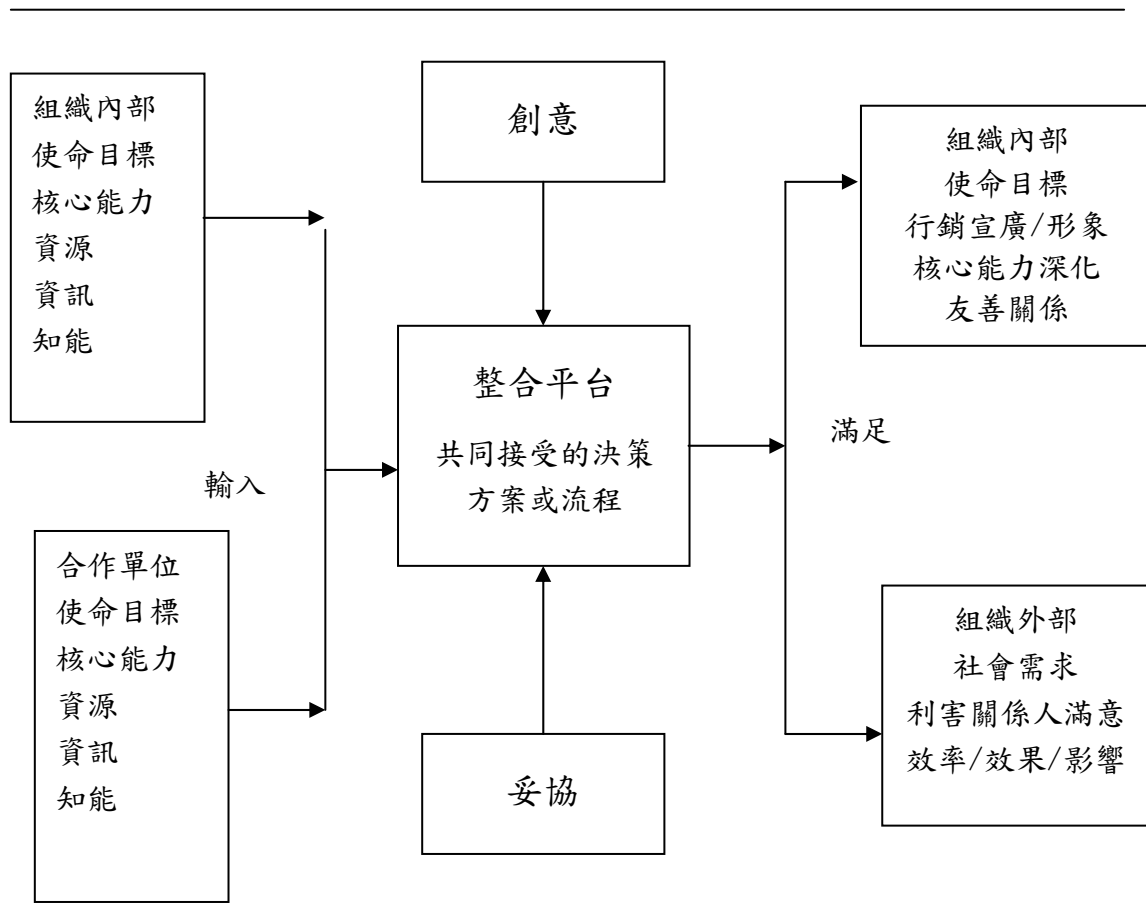 組織內部
使命目標
核心能力
資源
資訊
知能
輸入
合作單位
使命目標
核心能力
資源
資訊
知能
創意
整合平台
共同接受的決策
方案或流程
妥協
滿足
組織內部
使命目標
行銷宣廣/形象
核心能力深化
友善關係
組織外部
社會需求
利害關係人滿意
效率/效果/影響